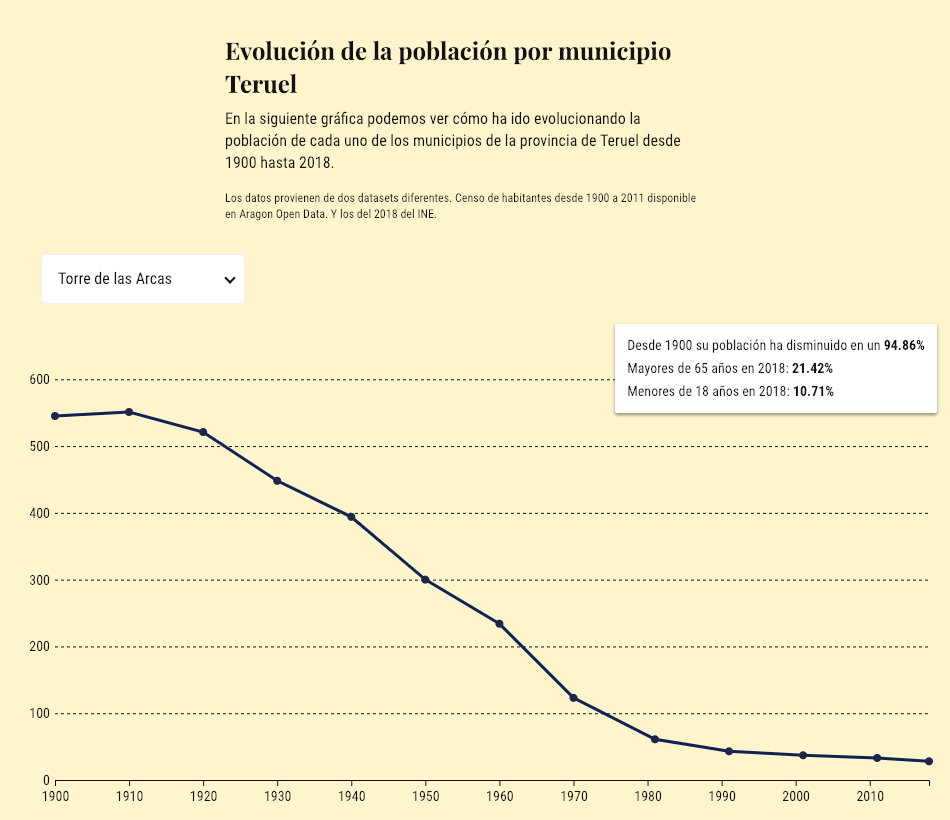 Evolución de la población por municipio
Teruel
En la siguiente gráfica podemos ver cómo ha ido evolucionando la
población de cada uno de los municipios de la provincia de Teruel desde
1900 hasta 2018.
Los datos provienen de dos datasets diferentes. Censo de habitantes desde 1900 a 2011 disponible
en Aragon Open Data. Y los del 2018 del INE.
Torre de las Arcas
Desde 1900 su población ha disminuido en un 94.86%
Mayores de 65 años en 2018: 21.42%
Menores de 18 años en 2018: 10.71%
600
500
400
300
200
100
0
1900 1910 1920 1930 1940 1950 1960 1970 1980 1990 2000 2010